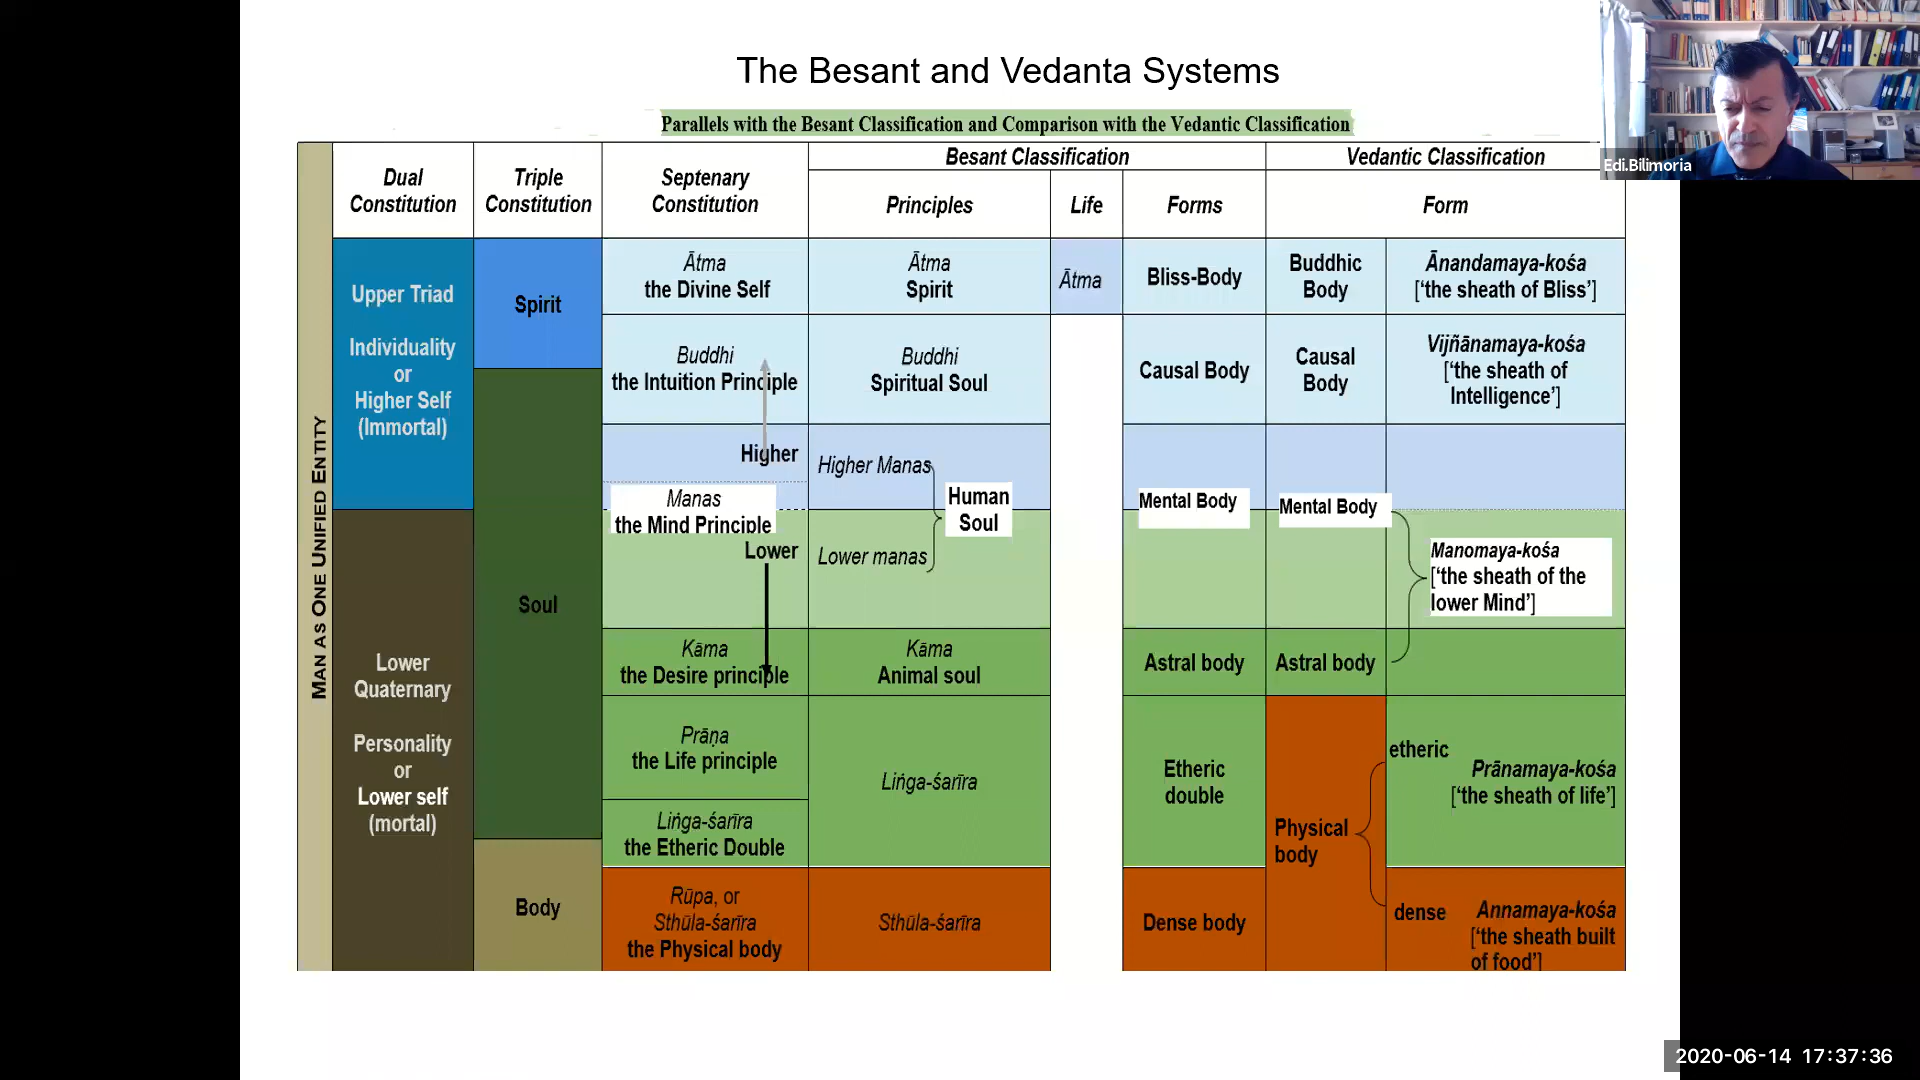 The Besant and Vedanta Systems
Parallels with the Besant Classification and Comparison with the Vedantic Classification
Edi.Bilimoria
MAN AS ONE UNIFIED ENTITY
Dual
Constitution
Triple
Constitution
Septenary
Constitution
Besant Classification
Principles
Life
Forms
Vedantic Classification
Form
Upper Triad
Individuality
or
Higher Self
(Immortal)
Lower
Quaternary
Personality
or
Lower self
(mortal)
Spirit
Soul
Body
Ātma
the Divine Self
Ātma
Spirit
Ātma
Bliss-Body
Buddhic
Body
Ānandamaya-kośa
[‘the sheath of Bliss’]
Buddhi
the Intuition Principle
Buddhi
Spiritual Soul
Causal Body
Causal
Body
Vijñānamaya-kośa
[‘the sheath of
Intelligence’]
Higher
Manas
the Mind Principle
Lower
Higher Manas
Lower manas
Human
Soul
Mental Body
Mental Body
Manomaya-kośa
[‘the sheath of the
lower Mind’]
Kāma
the Desire principle
Kāma
Animal soul
Astral body
Astral body
Prāṇa
the Life principle
Liṅga-śarīra
the Etheric Double
Liṅga-śarīra
Etheric
double
Physical
body
etheric
Prānamaya-kośa
[‘the sheath of life’]
Rūpa, or
Sthūla-śarīra
the Physical body
Sthūla-śarīra
Dense body
dense
Annamaya-kośa
[‘the sheath built
of food’]
2020-06-14 17:37:36